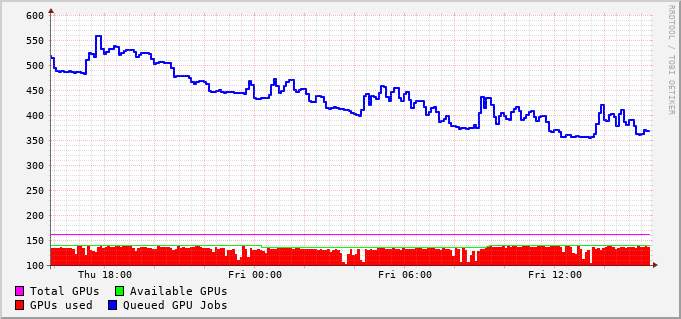 600
550
500
450
400
350
300
250
200
150
100
Thu 18:00 Fri 00:00 Fri 06:00 Fri 12:00
Total GPUs Available GPUs
GPUs used Queued GPU Jobs
RRDTOOL / TOBI OETIKER